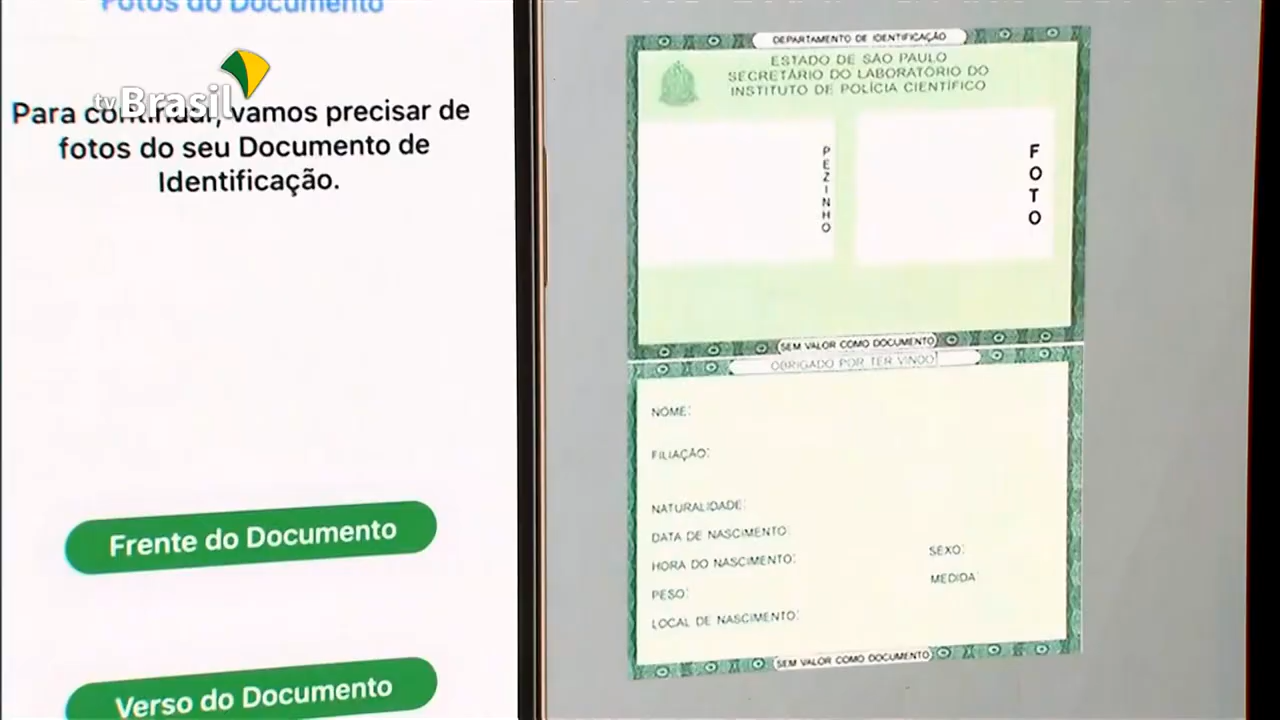 Fotos do Documento
tv Brasil
Para continuar, vamos precisar de
fotos do seu Documento de
Identificação.
Frente do Documento
Verso do Documento
DEPARTAMENTO DE IDENTIFICAÇÃO
ESTADO DE SÃO PAULO
SECRETÁRIO DO LABORATÓRIO DO
INSTITUTO DE POLÍCIA CIENTÍFICO
PEZINHO
FOTO
SEM VALOR COMO DOCUMENTO
OBRIGADO POR TER VINDO!
NOME:
FILIAÇÃO:
NATURALIDADE:
DATA DE NASCIMENTO:
HORA DO NASCIMENTO:
SEXO:
PESO:
MEDIDA:
LOCAL DE NASCIMENTO:
SEM VALOR COMO DOCUMENTO